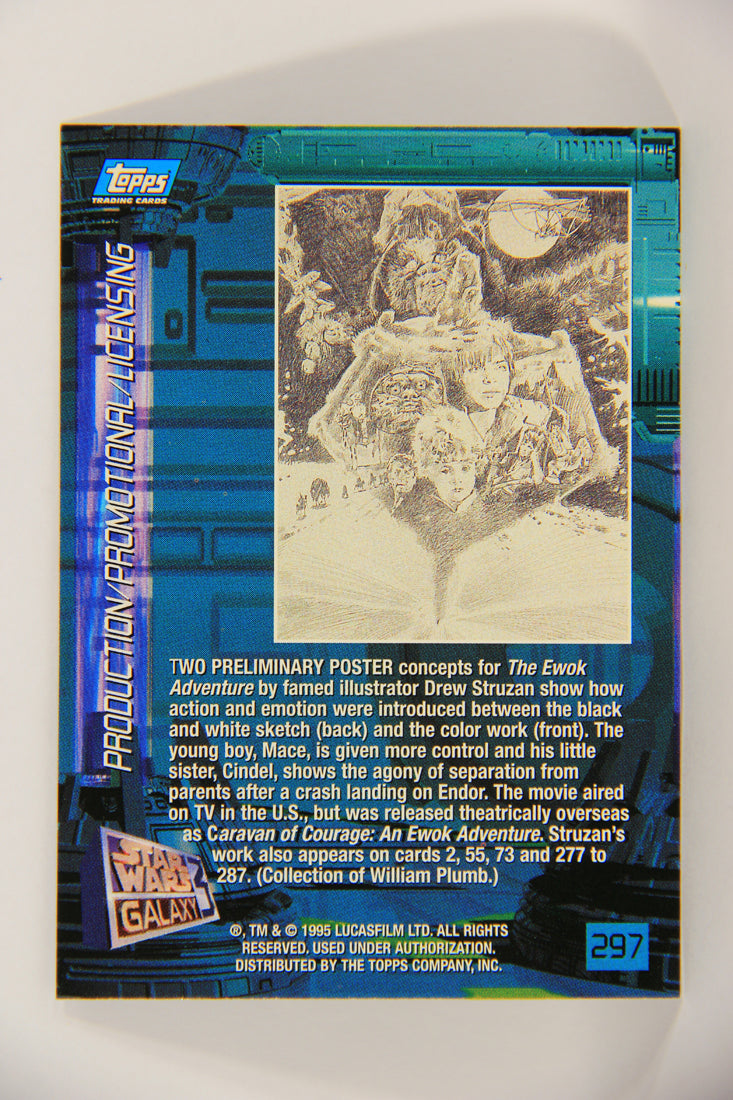 Topps
TRADING CARDS
PRODUCTION/PROMOTIONAL/LICENSING
TWO PRELIMINARY POSTER concepts for The Ewok
Adventure by famed illustrator Drew Struzan show how
action and emotion were introduced between the black
and white sketch (back) and the color work (front). The
young boy, Mace, is given more control and his little
sister, Cindel, shows the agony of separation from
parents after a crash landing on Endor. The movie aired
on TV in the U.S., but was released theatrically overseas
as Caravan of Courage: An Ewok Adventure. Struzan's
work also appears on cards 2, 55, 73 and 277 to
287. (Collection of William Plumb.)
STAR
WARS
GALAXY
®, TM & © 1995 LUCASFILM LTD. ALL RIGHTS
RESERVED. USED UNDER AUTHORIZATION.
DISTRIBUTED BY THE TOPPS COMPANY, INC.
297